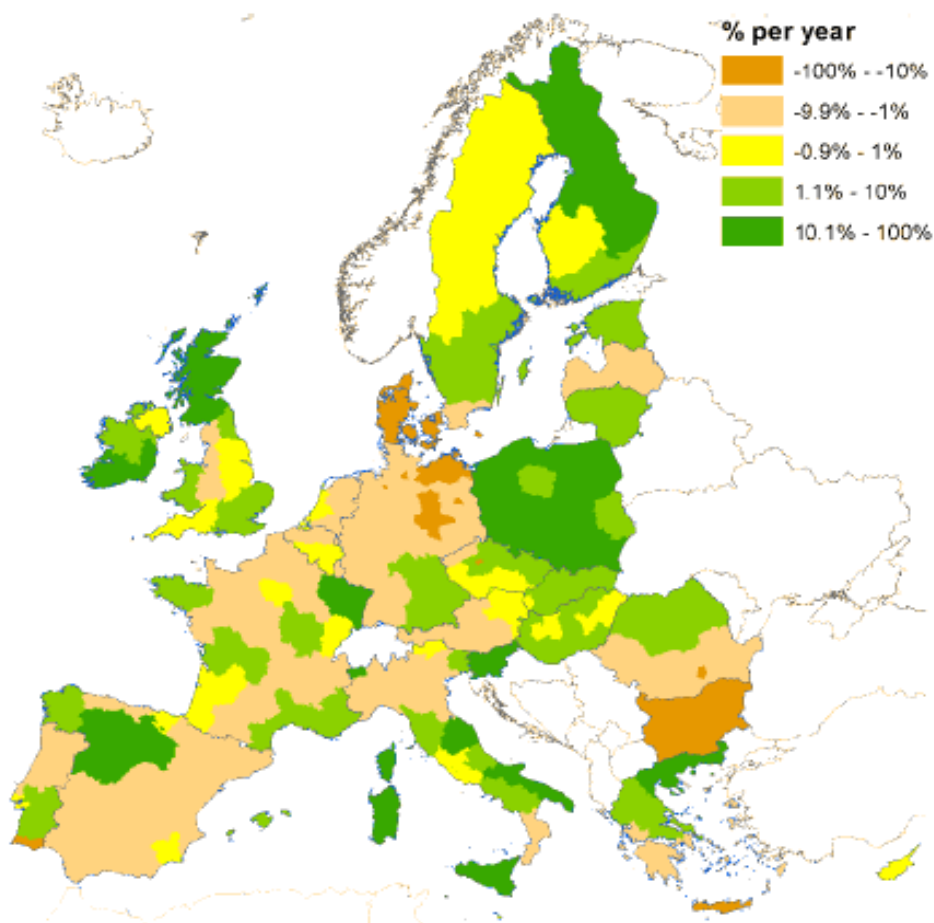 % per year
-100% - -10%
-9.9% - -1%
-0.9% - 1%
1.1% - 10%
10.1% - 100%